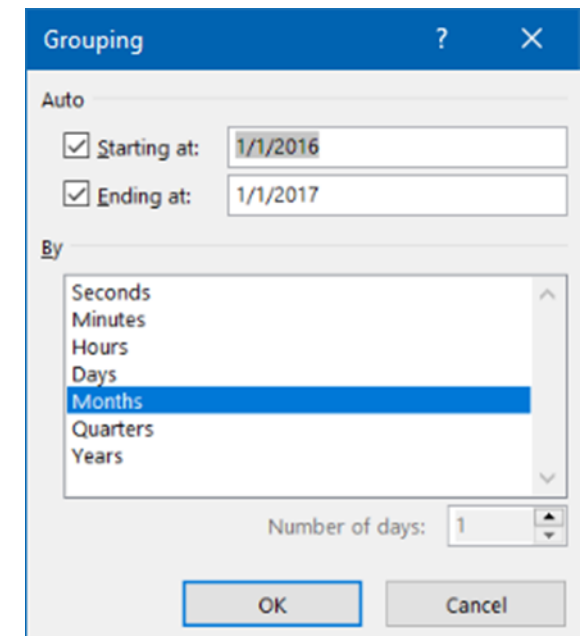 Grouping ? ×
Auto
Starting at: 1/1/2016
Ending at: 1/1/2017
By
Seconds
Minutes
Hours
Days
Months
Quarters
Years
Number of days: 1
OK Cancel